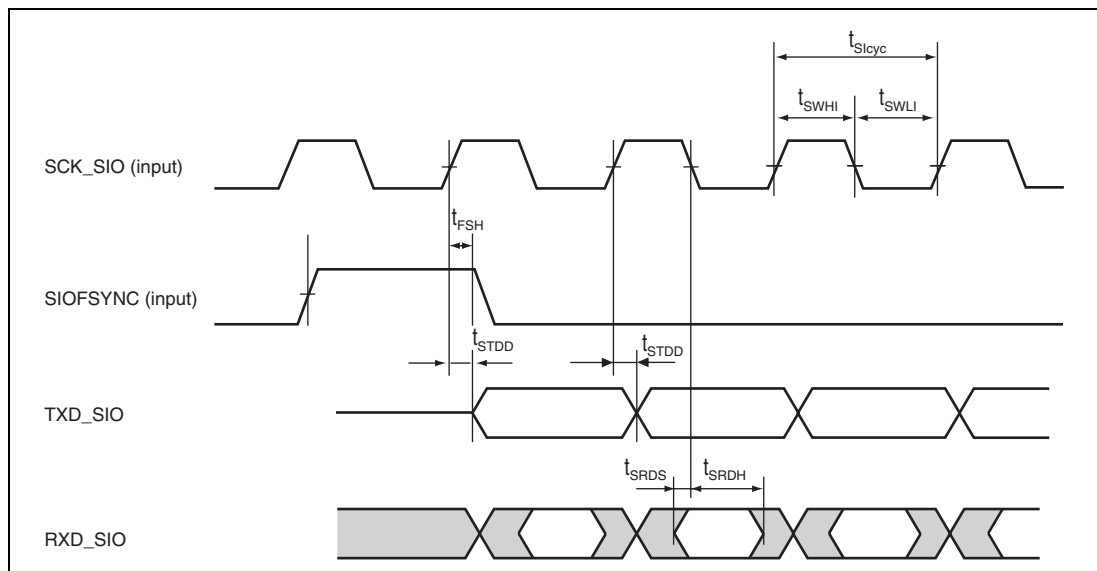 tSIcyc
tSWHI tSWLI
SCK_SIO (input)
tFSH
SIOFSYNC (input)
tSTDD tSTDD
TXD_SIO
tSRDS tSRDH
RXD_SIO